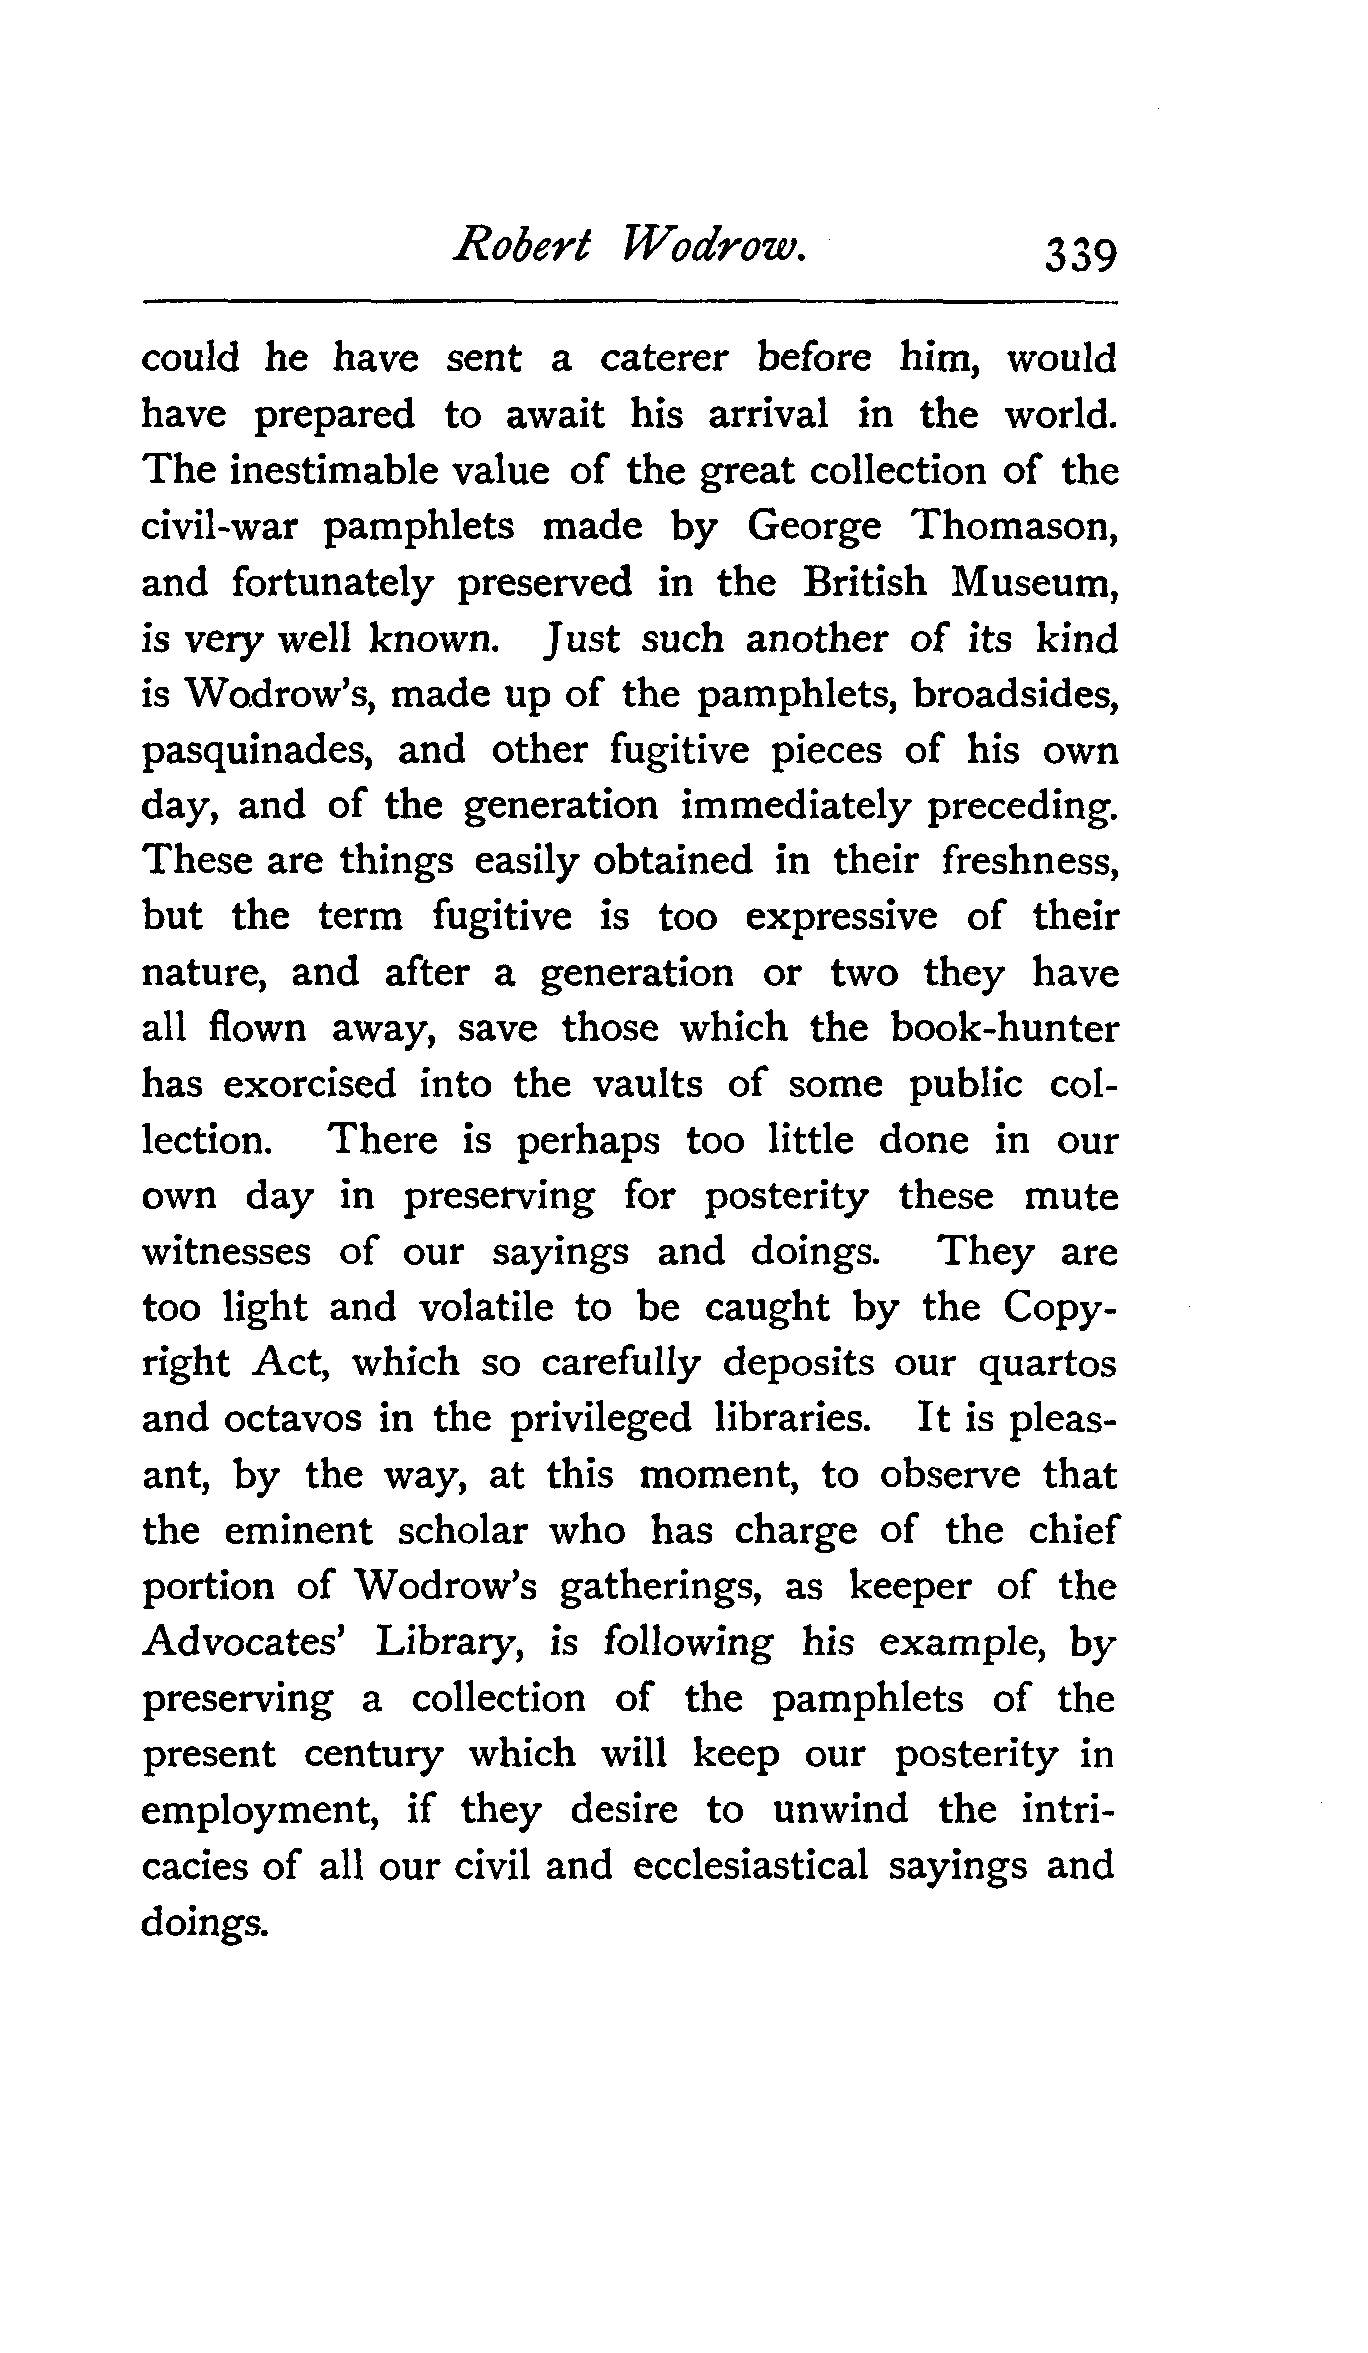 Robert Wodrow. 339
could he have sent a caterer before him, would
have prepared to await his arrival in the world.
The inestimable value of the great collection of the
civil-war pamphlets made by George Thomason,
and fortunately preserved in the British Museum,
is very well known. Just such another of its kind
is Wodrow's, made up of the pamphlets, broadsides,
pasquinades, and other fugitive pieces of his own
day, and of the generation immediately preceding.
These are things easily obtained in their freshness,
but the term fugitive is too expressive of their
nature, and after a generation or two they have
all flown away, save those which the book-hunter
has exorcised into the vaults of some public col-
lection. There is perhaps too little done in our
own day in preserving for posterity these mute
witnesses of our sayings and doings. They are
too light and volatile to be caught by the Copy-
right Act, which so carefully deposits our quartos
and octavos in the privileged libraries. It is pleas-
ant, by the way, at this moment, to observe that
the eminent scholar who has charge of the chief
portion of Wodrow's gatherings, as keeper of the
Advocates' Library, is following his example, by
preserving a collection of the pamphlets of the
present century which will keep our posterity in
employment, if they desire to unwind the intri-
cacies of all our civil and ecclesiastical sayings and
doings.